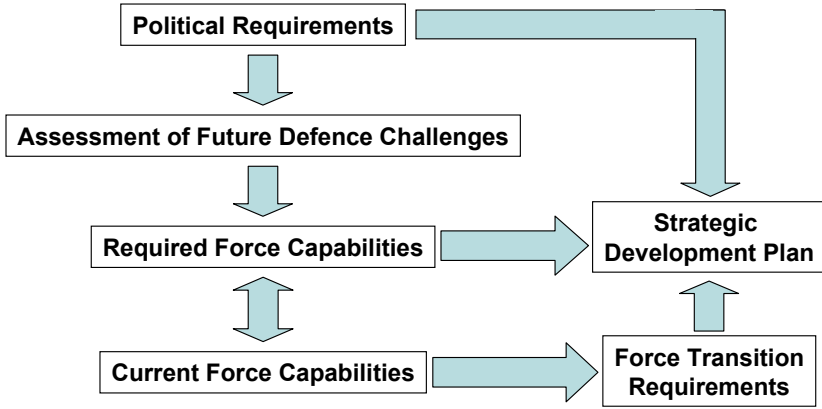 Political Requirements
Assessment of Future Defence Challenges
Required Force Capabilities
Strategic
Development Plan
Current Force Capabilities
Force Transition
Requirements